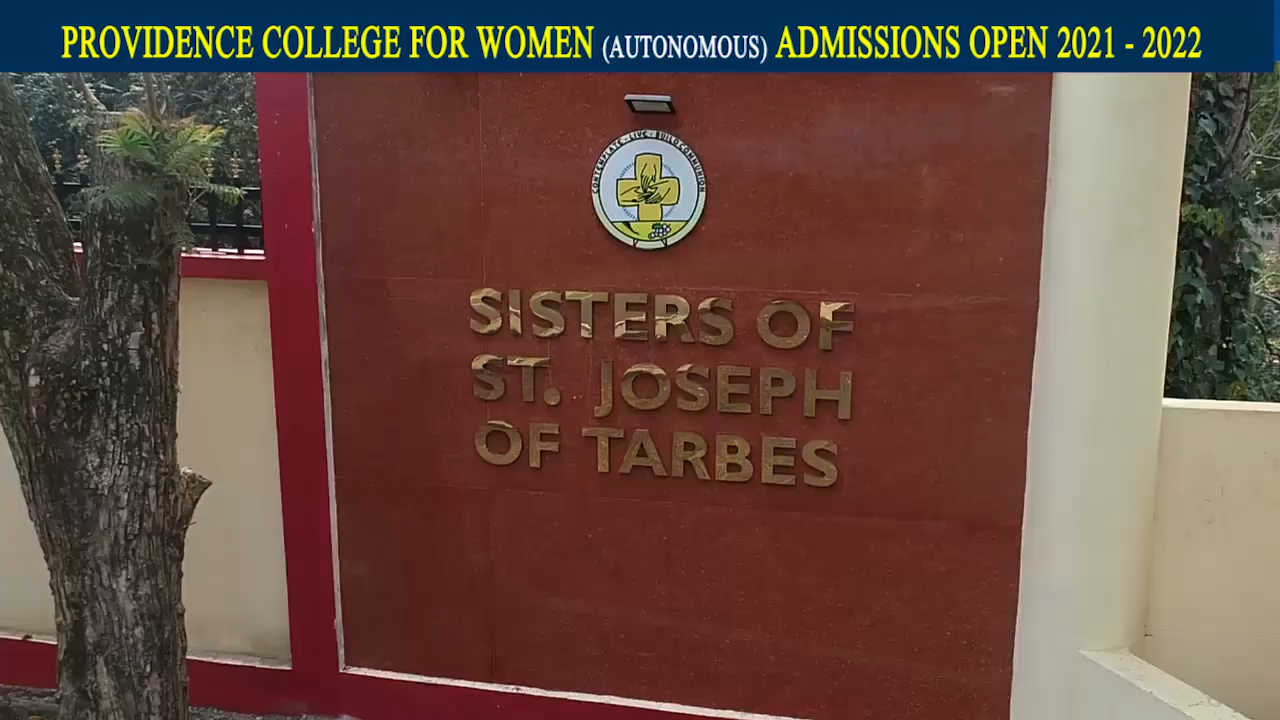 PROVIDENCE COLLEGE FOR WOMEN (AUTONOMOUS) ADMISSIONS OPEN 2021 - 2022
CONTEMPLATE · LIVE · BUILD COMMUNION
SISTERS OF
ST. JOSEPH
OF TARBES